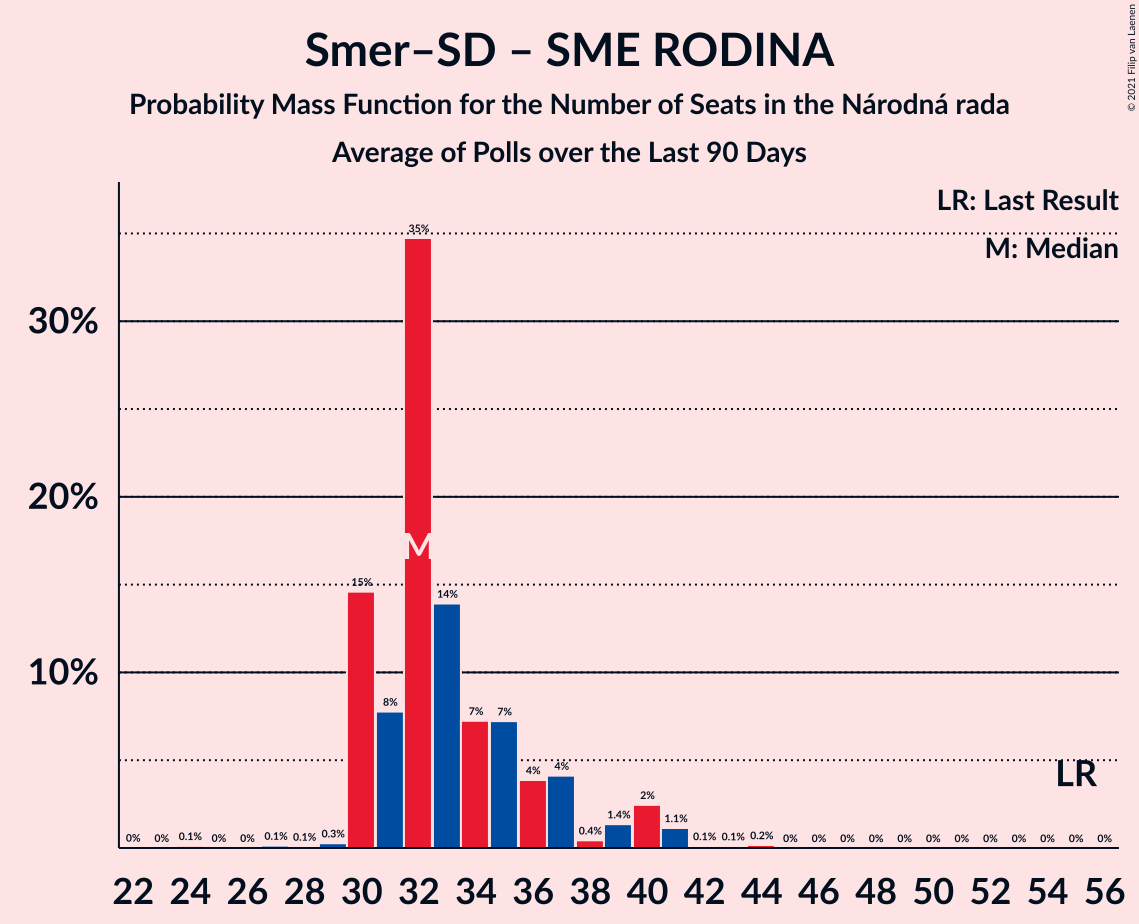 Smer–SD – SME RODINA
Probability Mass Function for the Number of Seats in the Národná rada
Average of Polls over the Last 90 Days
© 2021 Filip van Laenen
LR: Last Result
M: Median
30%
20%
10%
0% 0% 0.1% 0% 0% 0.1% 0.1% 0.3% 15% 8% 35% 14% 7% 7% 4% 4% 0.4% 1.4% 2% 1.1% 0.1% 0.1% 0.2% 0% 0% 0% 0% 0% 0% 0% 0% 0% 0% 0% 0%
M
LR
22 24 26 28 30 32 34 36 38 40 42 44 46 48 50 52 54 56